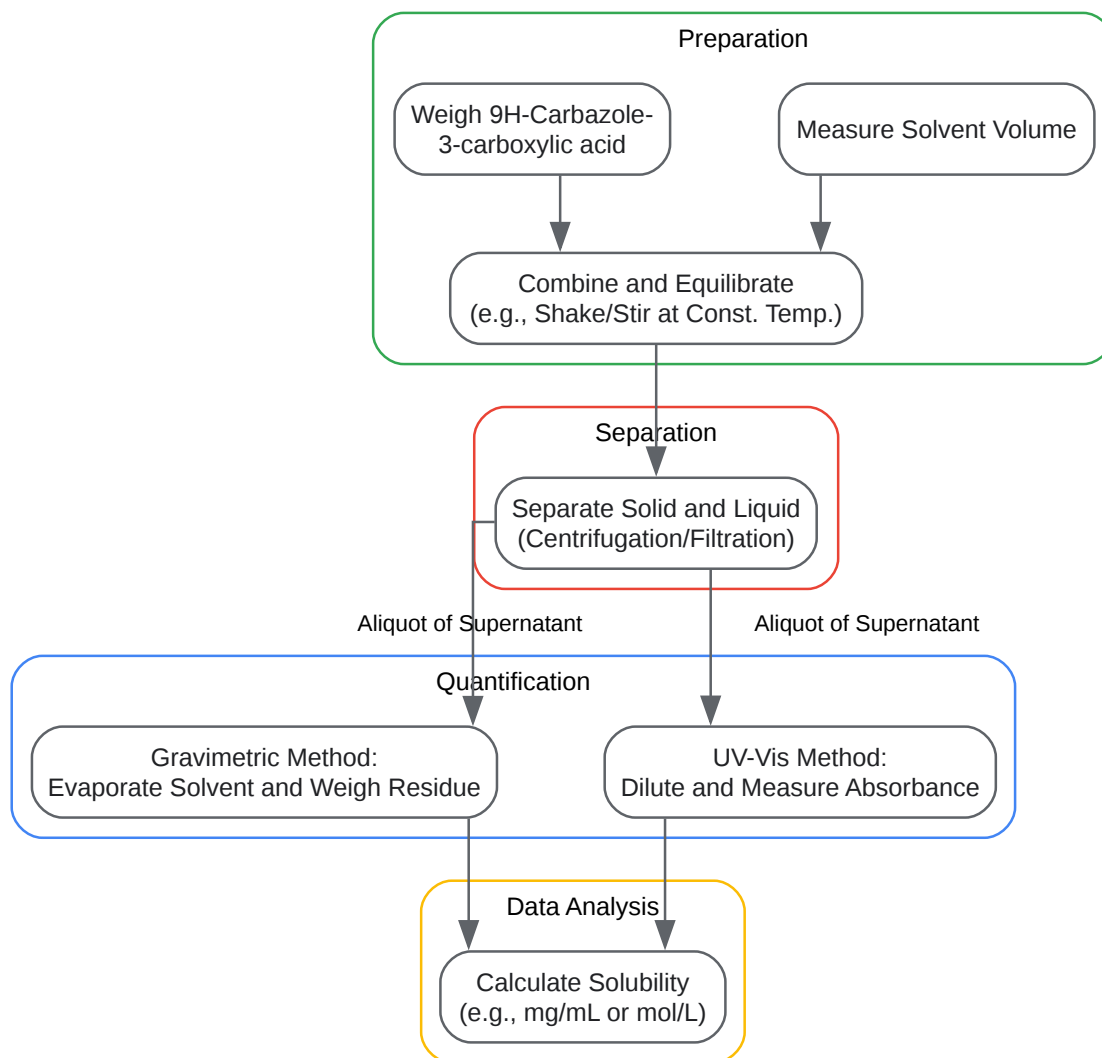 Preparation
Weigh 9H-Carbazole-
3-carboxylic acid
Measure Solvent Volume
Combine and Equilibrate
(e.g., Shake/Stir at Const. Temp.)
Separation
Separate Solid and Liquid
(Centrifugation/Filtration)
Aliquot of Supernatant
Aliquot of Supernatant
Quantification
Gravimetric Method:
Evaporate Solvent and Weigh Residue
UV-Vis Method:
Dilute and Measure Absorbance
Data Analysis
Calculate Solubility
(e.g., mg/mL or mol/L)